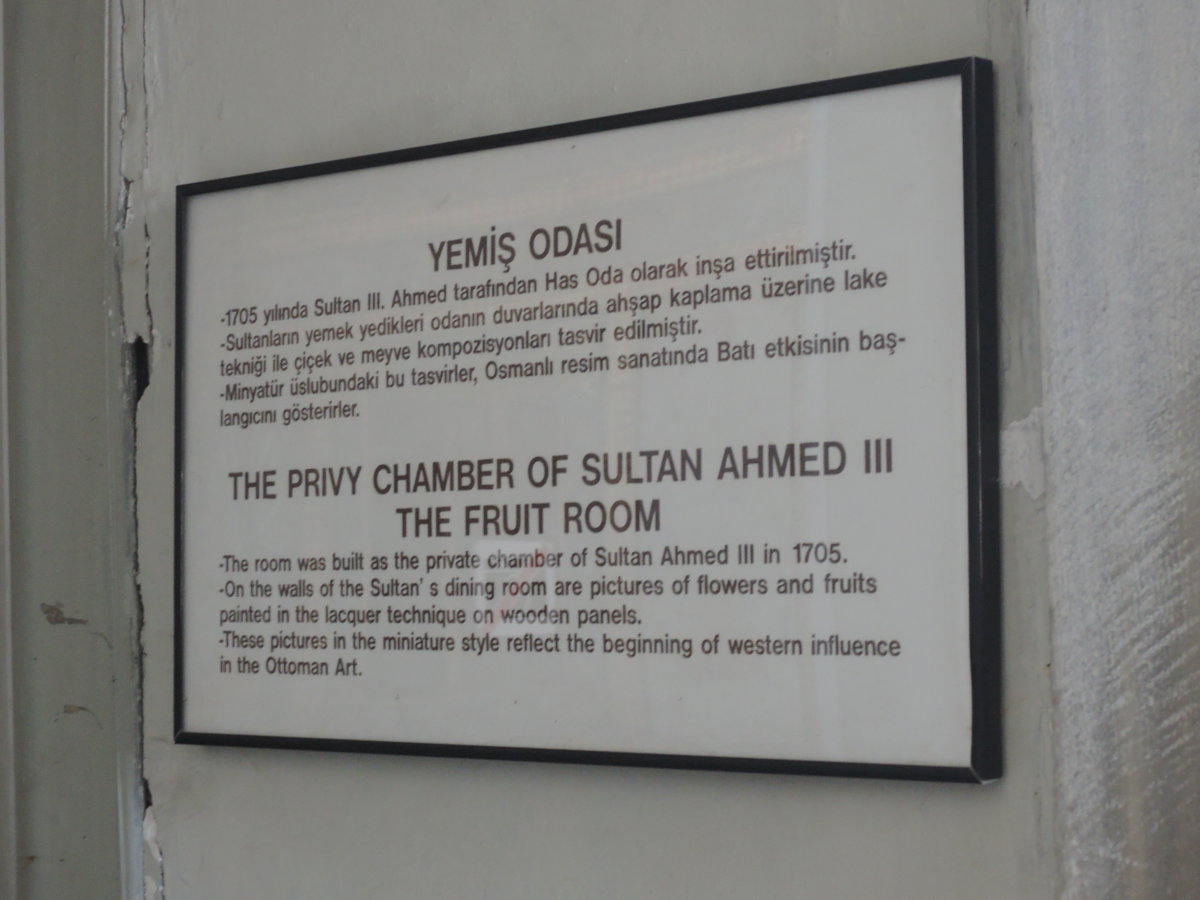 YEMİŞ ODASI
-1705 yılında Sultan III. Ahmed tarafından Has Oda olarak inşa ettirilmiştir.
-Sultanların yemek yedikleri odanın duvarlarında ahşap kaplama üzerine lake
tekniği ile çiçek ve meyve kompozisyonları tasvir edilmiştir.
-Minyatür üslubundaki bu tasvirler, Osmanlı resim sanatında Batı etkisinin baş-
langıcını gösterirler.
THE PRIVY CHAMBER OF SULTAN AHMED III
THE FRUIT ROOM
-The room was built as the private chamber of Sultan Ahmed III in 1705.
-On the walls of the Sultan' s dining room are pictures of flowers and fruits
painted in the lacquer technique on wooden panels.
-These pictures in the miniature style reflect the beginning of western influence
in the Ottoman Art.